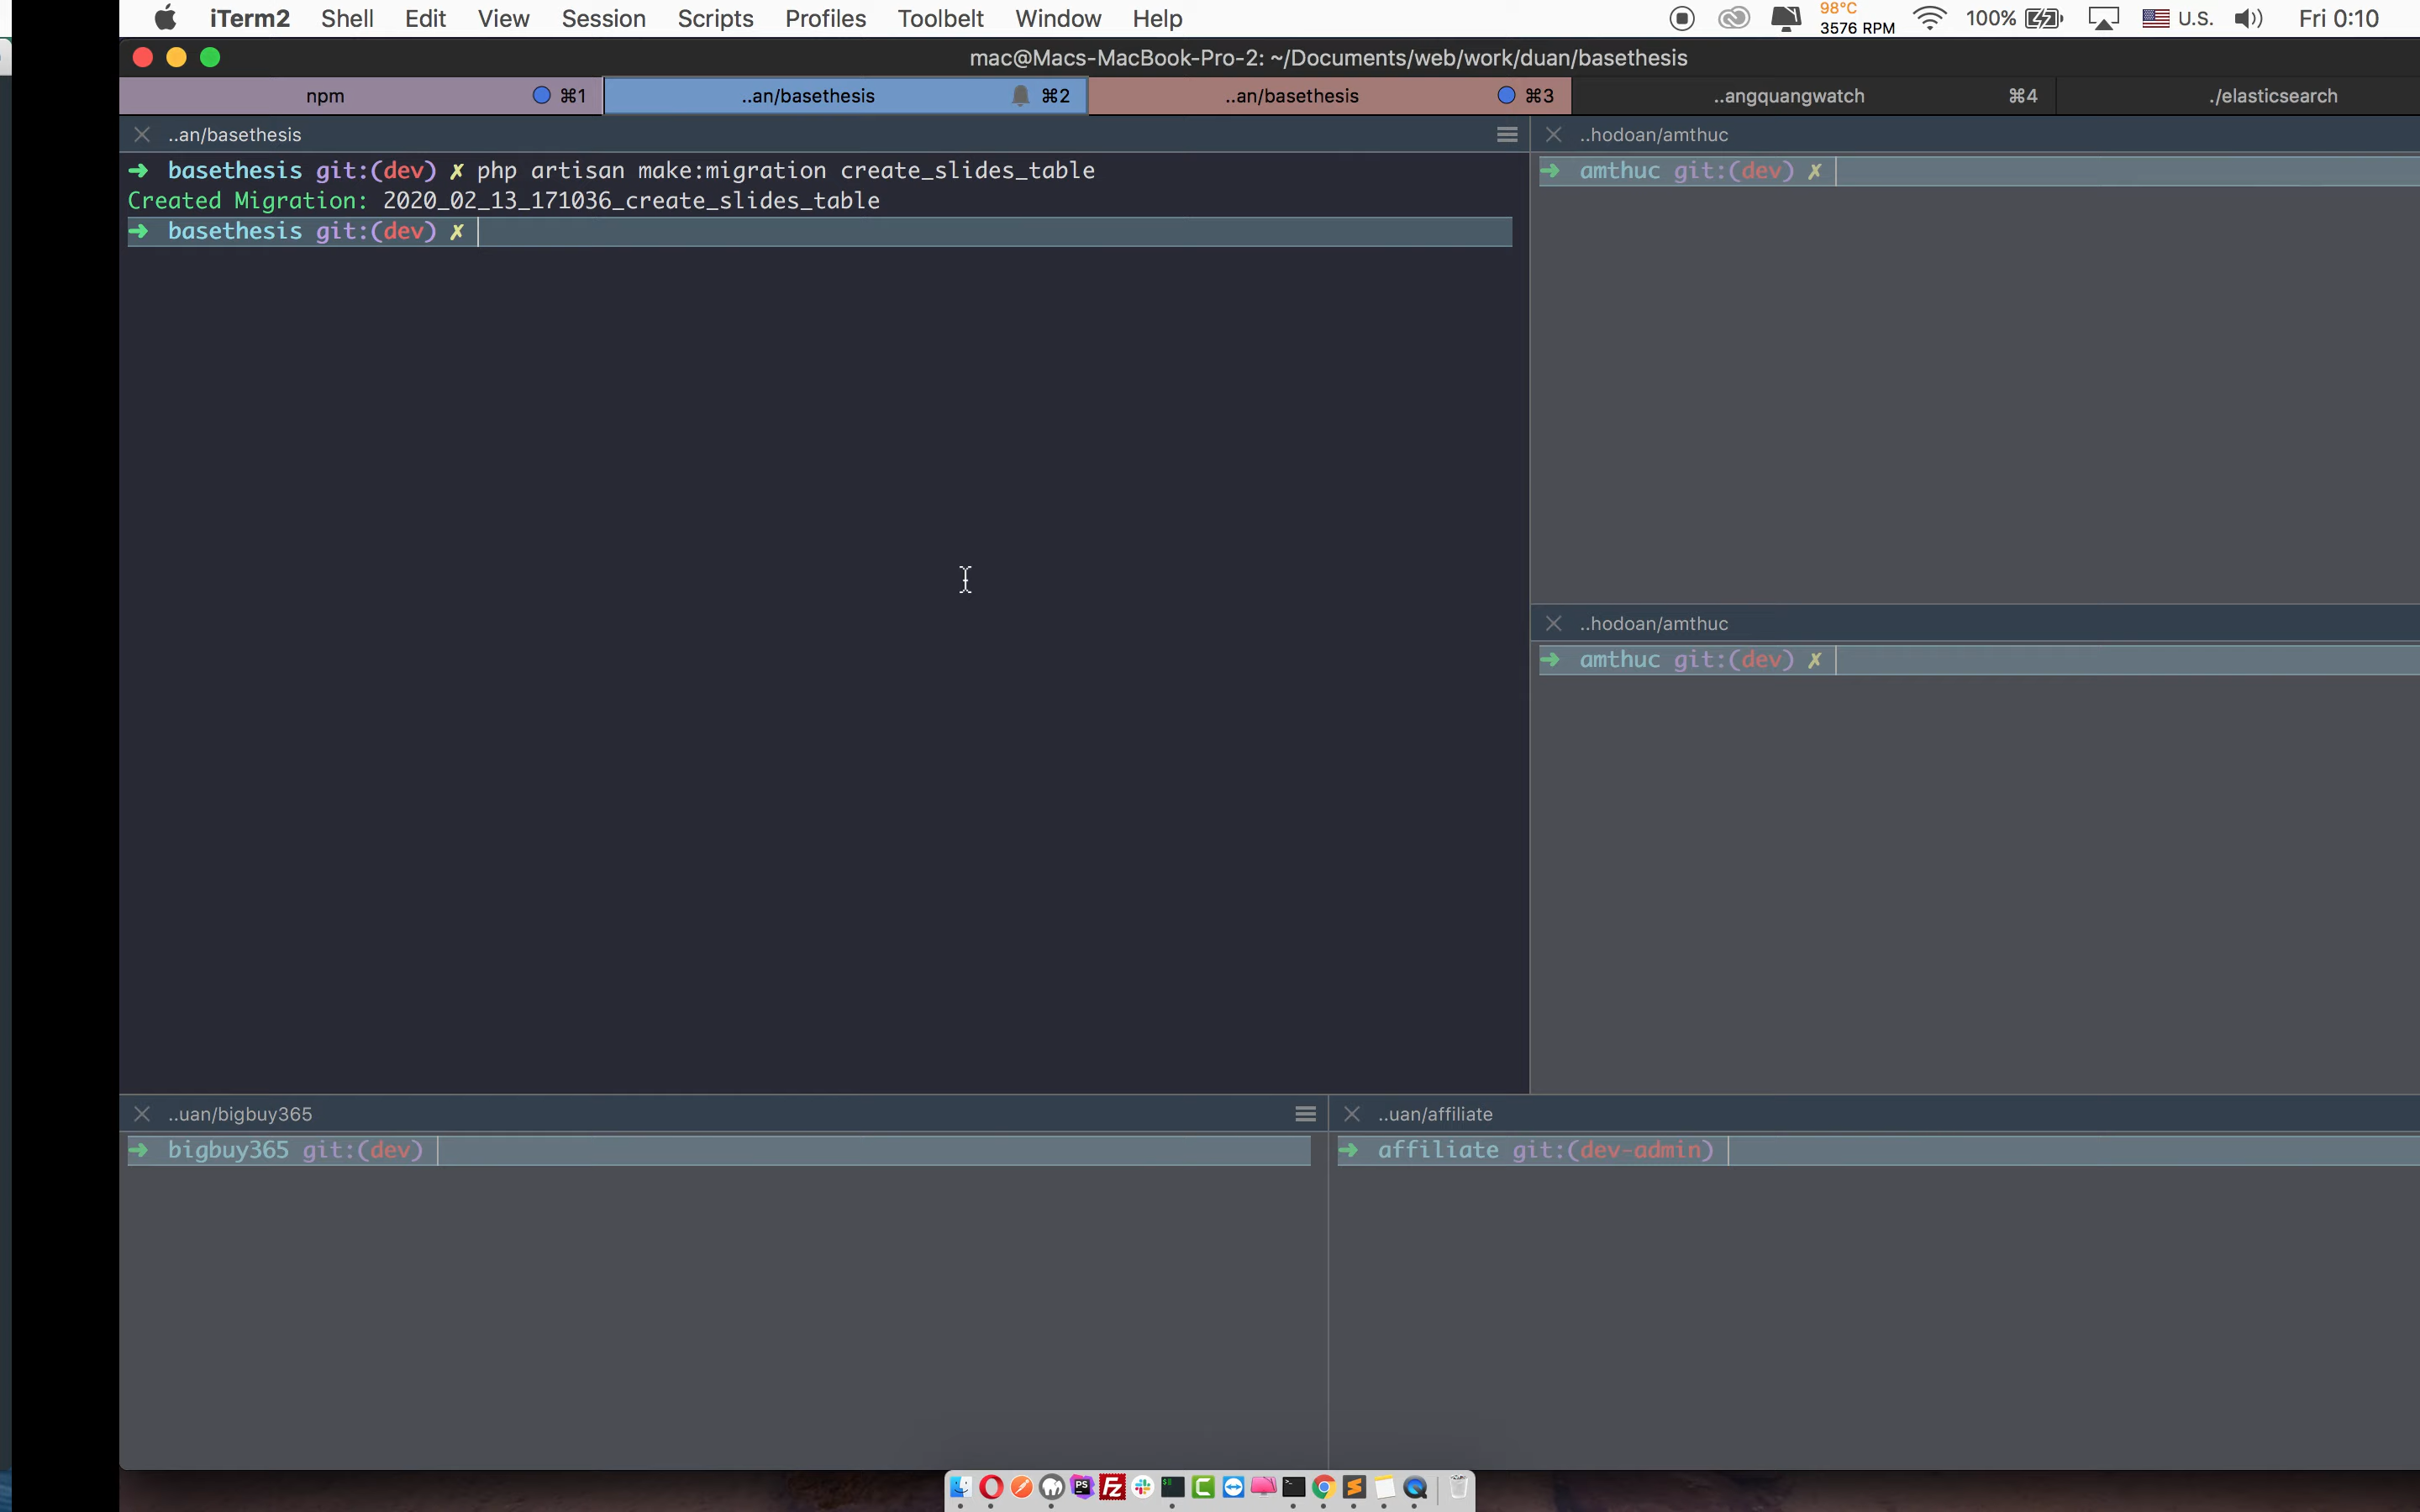 iTerm2 Shell Edit View Session Scripts Profiles Toolbelt Window Help 98°C 3576 RPM 100% U.S. Fri 0:10
mac@Macs-MacBook-Pro-2: ~/Documents/web/work/duan/basethesis
npm ⌘1 ..an/basethesis ⌘2 ..an/basethesis ⌘3 ..angquangwatch ⌘4 ./elasticsearch
..an/basethesis
➜ basethesis git:(dev) ✗ php artisan make:migration create_slides_table
Created Migration: 2020_02_13_171036_create_slides_table
➜ basethesis git:(dev) ✗
..hodoan/amthuc
➜ amthuc git:(dev) ✗
..hodoan/amthuc
➜ amthuc git:(dev) ✗
..uan/bigbuy365
➜ bigbuy365 git:(dev)
..uan/affiliate
➜ affiliate git:(dev-admin)